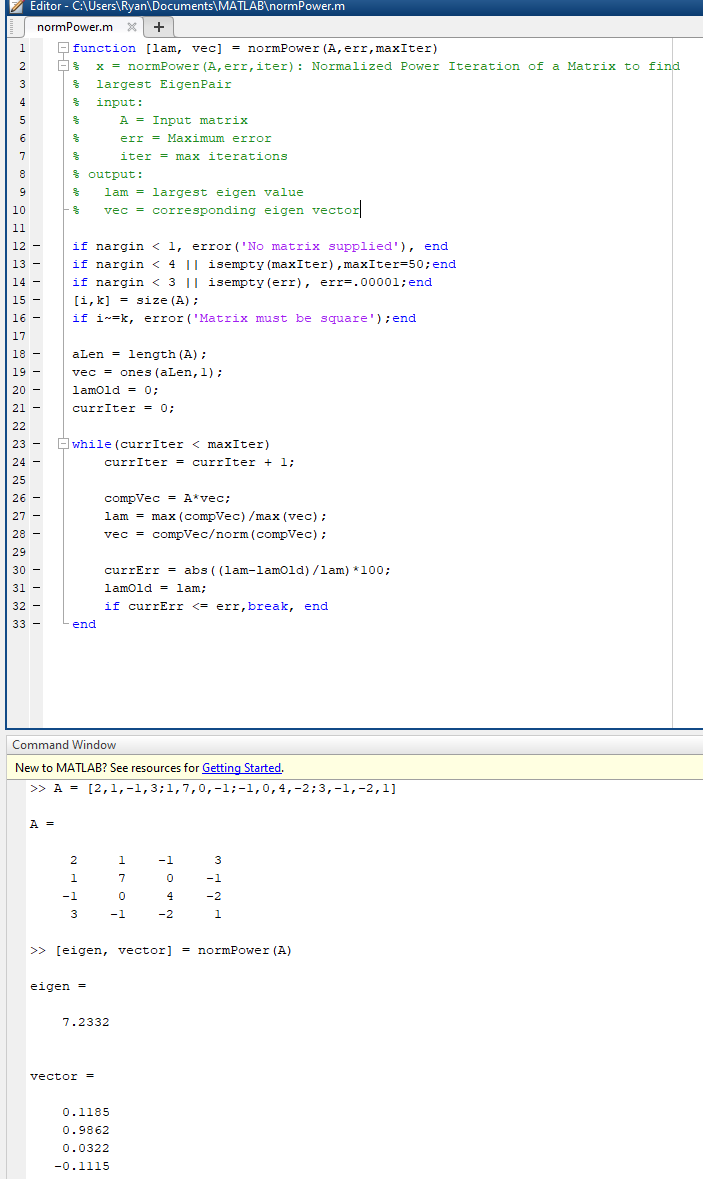 Editor - C:\Users\Ryan\Documents\MATLAB\normPower.m
normPower.m × +
1 function [lam, vec] = normPower(A,err,maxIter)
2 % x = normPower(A,err,iter): Normalized Power Iteration of a Matrix to find
3 % largest EigenPair
4 % input:
5 % A = Input matrix
6 % err = Maximum error
7 % iter = max iterations
8 % output:
9 % lam = largest eigen value
10 % vec = corresponding eigen vector
11
12 – if nargin < 1, error('No matrix supplied'), end
13 – if nargin < 4 || isempty(maxIter),maxIter=50;end
14 – if nargin < 3 || isempty(err), err=.00001;end
15 – [i,k] = size(A);
16 – if i~=k, error('Matrix must be square');end
17
18 – aLen = length(A);
19 – vec = ones(aLen,1);
20 – lamOld = 0;
21 – currIter = 0;
22
23 – while(currIter < maxIter)
24 – currIter = currIter + 1;
25
26 – compVec = A*vec;
27 – lam = max(compVec)/max(vec);
28 – vec = compVec/norm(compVec);
29
30 – currErr = abs((lam-lamOld)/lam)*100;
31 – lamOld = lam;
32 – if currErr <= err,break, end
33 – end
Command Window
New to MATLAB? See resources for Getting Started.
>> A = [2,1,-1,3;1,7,0,-1;-1,0,4,-2;3,-1,-2,1]
A =
2 1 -1 3
1 7 0 -1
-1 0 4 -2
3 -1 -2 1
>> [eigen, vector] = normPower(A)
eigen =
7.2332
vector =
0.1185
0.9862
0.0322
-0.1115